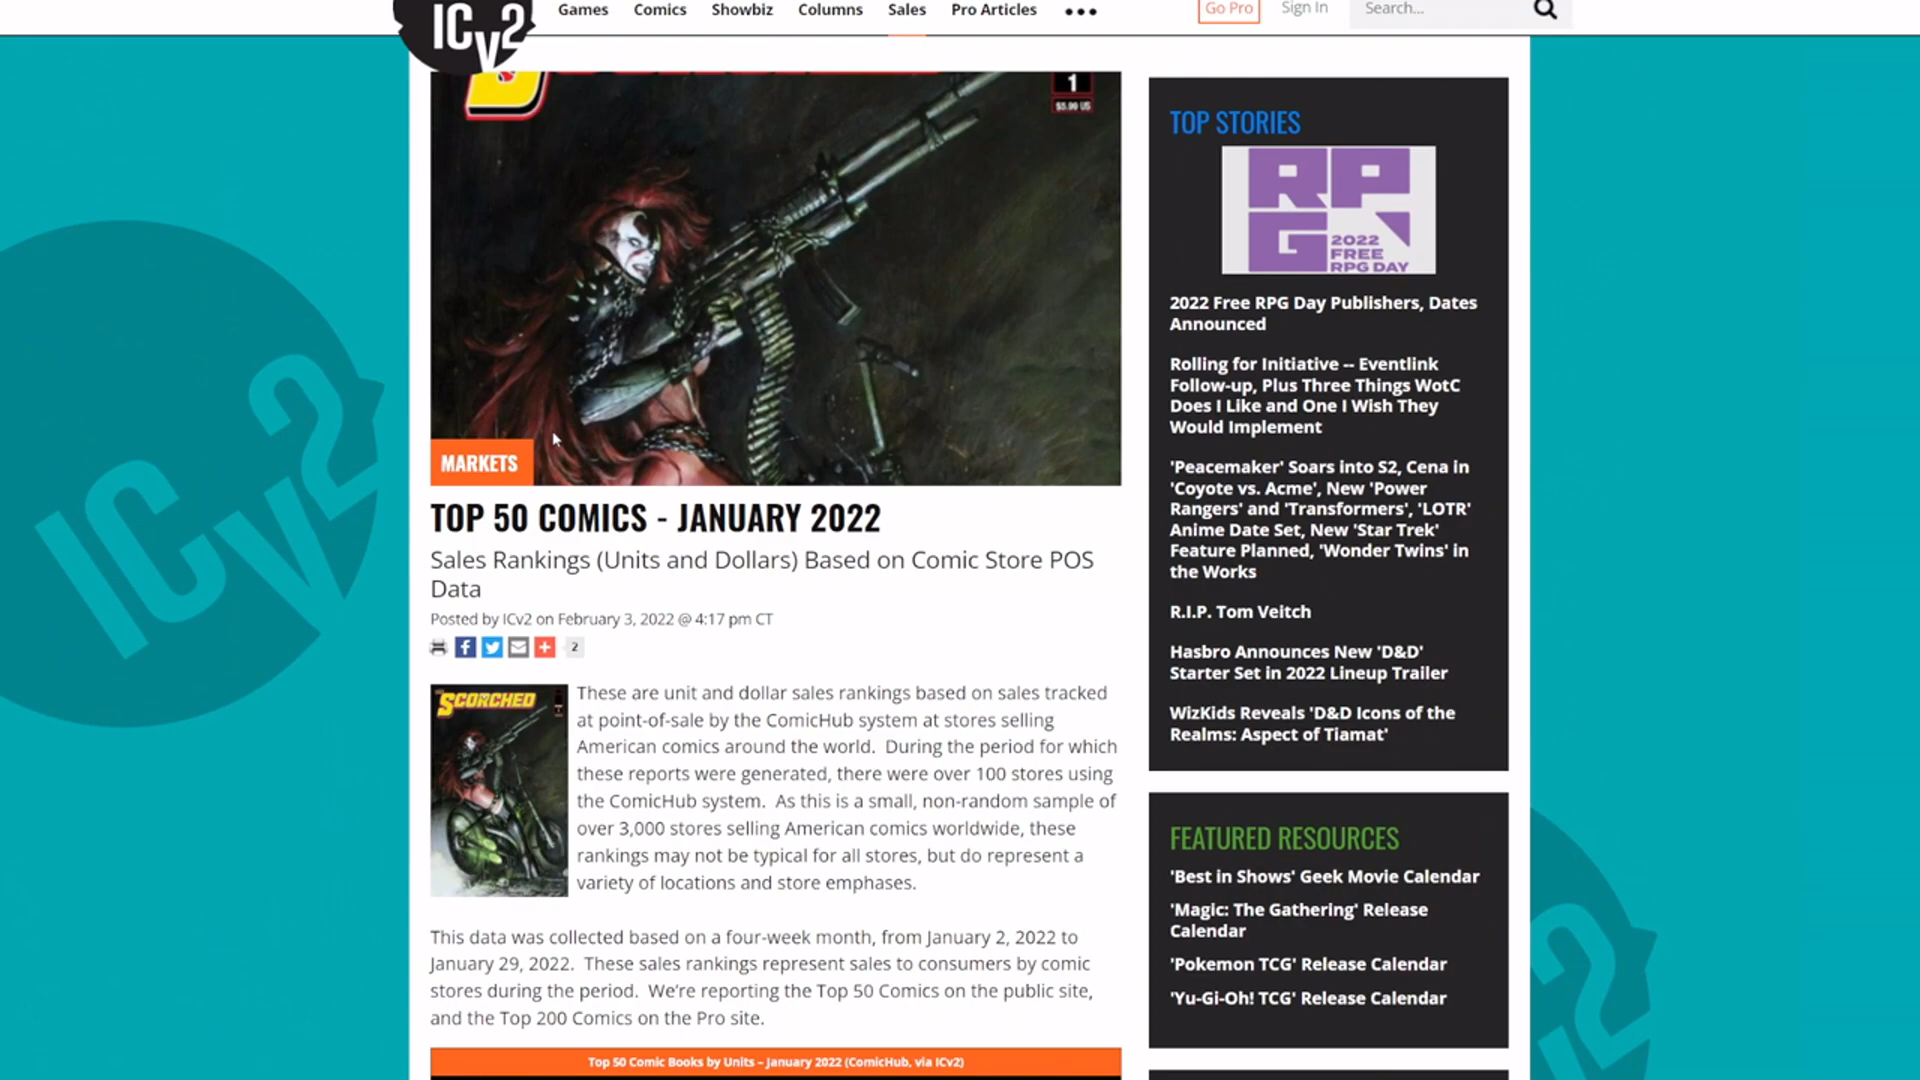 ICv2
Games Comics Showbiz Columns Sales Pro Articles
Go Pro Sign In Search...
1
$5.99 US
MARKETS
TOP 50 COMICS - JANUARY 2022
Sales Rankings (Units and Dollars) Based on Comic Store POS
Data
Posted by ICv2 on February 3, 2022 @ 4:17 pm CT
2
SCORCHED
These are unit and dollar sales rankings based on sales tracked
at point-of-sale by the ComicHub system at stores selling
American comics around the world. During the period for which
these reports were generated, there were over 100 stores using
the ComicHub system. As this is a small, non-random sample of
over 3,000 stores selling American comics worldwide, these
rankings may not be typical for all stores, but do represent a
variety of locations and store emphases.
This data was collected based on a four-week month, from January 2, 2022 to
January 29, 2022. These sales rankings represent sales to consumers by comic
stores during the period. We're reporting the Top 50 Comics on the public site,
and the Top 200 Comics on the Pro site.
Top 50 Comic Books by Units – January 2022 (ComicHub, via ICv2)
TOP STORIES
RP
G
2022
FREE
RPG DAY
2022 Free RPG Day Publishers, Dates
Announced
Rolling for Initiative -- Eventlink
Follow-up, Plus Three Things WotC
Does I Like and One I Wish They
Would Implement
'Peacemaker' Soars into S2, Cena in
'Coyote vs. Acme', New 'Power
Rangers' and 'Transformers', 'LOTR'
Anime Date Set, New 'Star Trek'
Feature Planned, 'Wonder Twins' in
the Works
R.I.P. Tom Veitch
Hasbro Announces New 'D&D'
Starter Set in 2022 Lineup Trailer
WizKids Reveals 'D&D Icons of the
Realms: Aspect of Tiamat'
FEATURED RESOURCES
'Best in Shows' Geek Movie Calendar
'Magic: The Gathering' Release
Calendar
'Pokemon TCG' Release Calendar
'Yu-Gi-Oh! TCG' Release Calendar
ICv2
v2